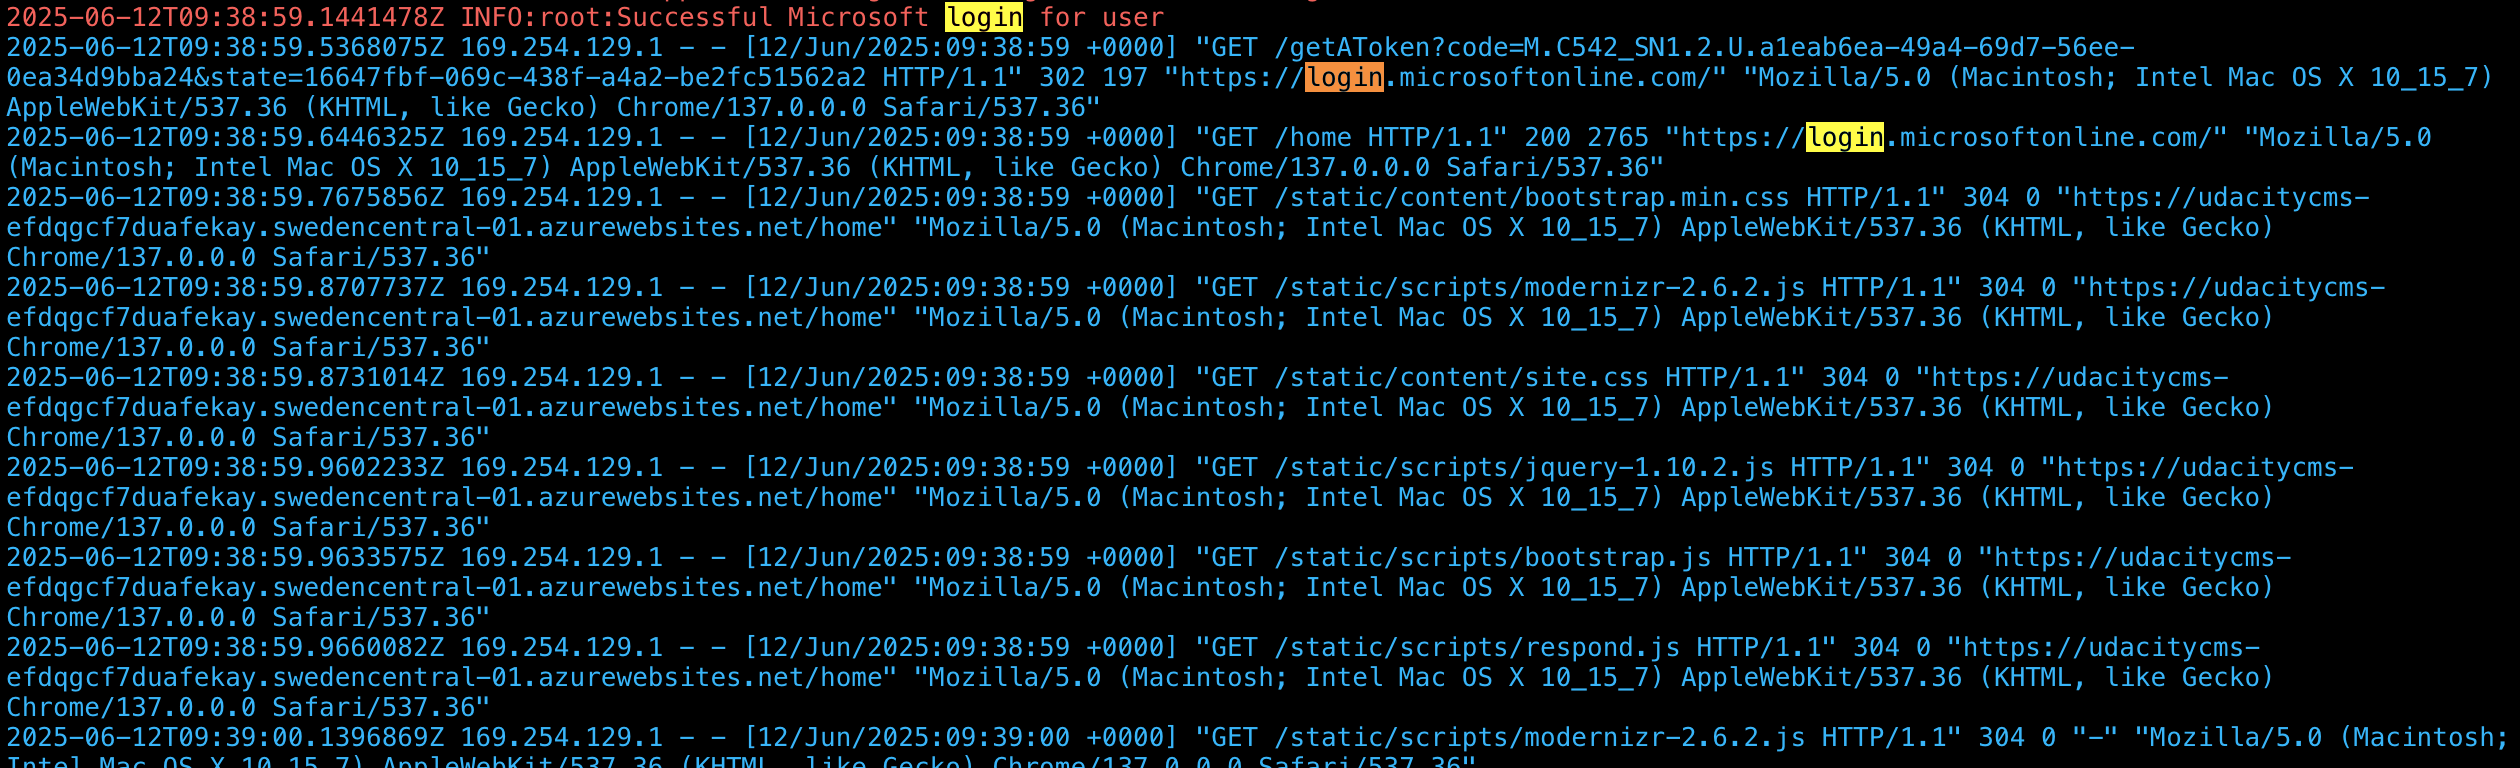 2025-06-12T09:38:59.1441478Z INFO:root:Successful Microsoft login for user
2025-06-12T09:38:59.5368075Z 169.254.129.1 - - [12/Jun/2025:09:38:59 +0000] "GET /getAToken?code=M.C542_SN1.2.U.a1eab6ea-49a4-69d7-56ee-
0ea34d9bba24&state=16647fbf-069c-438f-a4a2-be2fc51562a2 HTTP/1.1" 302 197 "https://login.microsoftonline.com/" "Mozilla/5.0 (Macintosh; Intel Mac OS X 10_15_7)
AppleWebKit/537.36 (KHTML, like Gecko) Chrome/137.0.0.0 Safari/537.36"
2025-06-12T09:38:59.6446325Z 169.254.129.1 - - [12/Jun/2025:09:38:59 +0000] "GET /home HTTP/1.1" 200 2765 "https://login.microsoftonline.com/" "Mozilla/5.0
(Macintosh; Intel Mac OS X 10_15_7) AppleWebKit/537.36 (KHTML, like Gecko) Chrome/137.0.0.0 Safari/537.36"
2025-06-12T09:38:59.7675856Z 169.254.129.1 - - [12/Jun/2025:09:38:59 +0000] "GET /static/content/bootstrap.min.css HTTP/1.1" 304 0 "https://udacitycms-
efdqgcf7duafekay.swedencentral-01.azurewebsites.net/home" "Mozilla/5.0 (Macintosh; Intel Mac OS X 10_15_7) AppleWebKit/537.36 (KHTML, like Gecko)
Chrome/137.0.0.0 Safari/537.36"
2025-06-12T09:38:59.8707737Z 169.254.129.1 - - [12/Jun/2025:09:38:59 +0000] "GET /static/scripts/modernizr-2.6.2.js HTTP/1.1" 304 0 "https://udacitycms-
efdqgcf7duafekay.swedencentral-01.azurewebsites.net/home" "Mozilla/5.0 (Macintosh; Intel Mac OS X 10_15_7) AppleWebKit/537.36 (KHTML, like Gecko)
Chrome/137.0.0.0 Safari/537.36"
2025-06-12T09:38:59.8731014Z 169.254.129.1 - - [12/Jun/2025:09:38:59 +0000] "GET /static/content/site.css HTTP/1.1" 304 0 "https://udacitycms-
efdqgcf7duafekay.swedencentral-01.azurewebsites.net/home" "Mozilla/5.0 (Macintosh; Intel Mac OS X 10_15_7) AppleWebKit/537.36 (KHTML, like Gecko)
Chrome/137.0.0.0 Safari/537.36"
2025-06-12T09:38:59.9602233Z 169.254.129.1 - - [12/Jun/2025:09:38:59 +0000] "GET /static/scripts/jquery-1.10.2.js HTTP/1.1" 304 0 "https://udacitycms-
efdqgcf7duafekay.swedencentral-01.azurewebsites.net/home" "Mozilla/5.0 (Macintosh; Intel Mac OS X 10_15_7) AppleWebKit/537.36 (KHTML, like Gecko)
Chrome/137.0.0.0 Safari/537.36"
2025-06-12T09:38:59.9633575Z 169.254.129.1 - - [12/Jun/2025:09:38:59 +0000] "GET /static/scripts/bootstrap.js HTTP/1.1" 304 0 "https://udacitycms-
efdqgcf7duafekay.swedencentral-01.azurewebsites.net/home" "Mozilla/5.0 (Macintosh; Intel Mac OS X 10_15_7) AppleWebKit/537.36 (KHTML, like Gecko)
Chrome/137.0.0.0 Safari/537.36"
2025-06-12T09:38:59.9660082Z 169.254.129.1 - - [12/Jun/2025:09:38:59 +0000] "GET /static/scripts/respond.js HTTP/1.1" 304 0 "https://udacitycms-
efdqgcf7duafekay.swedencentral-01.azurewebsites.net/home" "Mozilla/5.0 (Macintosh; Intel Mac OS X 10_15_7) AppleWebKit/537.36 (KHTML, like Gecko)
Chrome/137.0.0.0 Safari/537.36"
2025-06-12T09:39:00.1396869Z 169.254.129.1 - - [12/Jun/2025:09:39:00 +0000] "GET /static/scripts/modernizr-2.6.2.js HTTP/1.1" 304 0 "-" "Mozilla/5.0 (Macintosh;
Intel Mac OS X 10_15_7) AppleWebKit/537.36 (KHTML, like Gecko) Chrome/137.0.0.0 Safari/537.36"